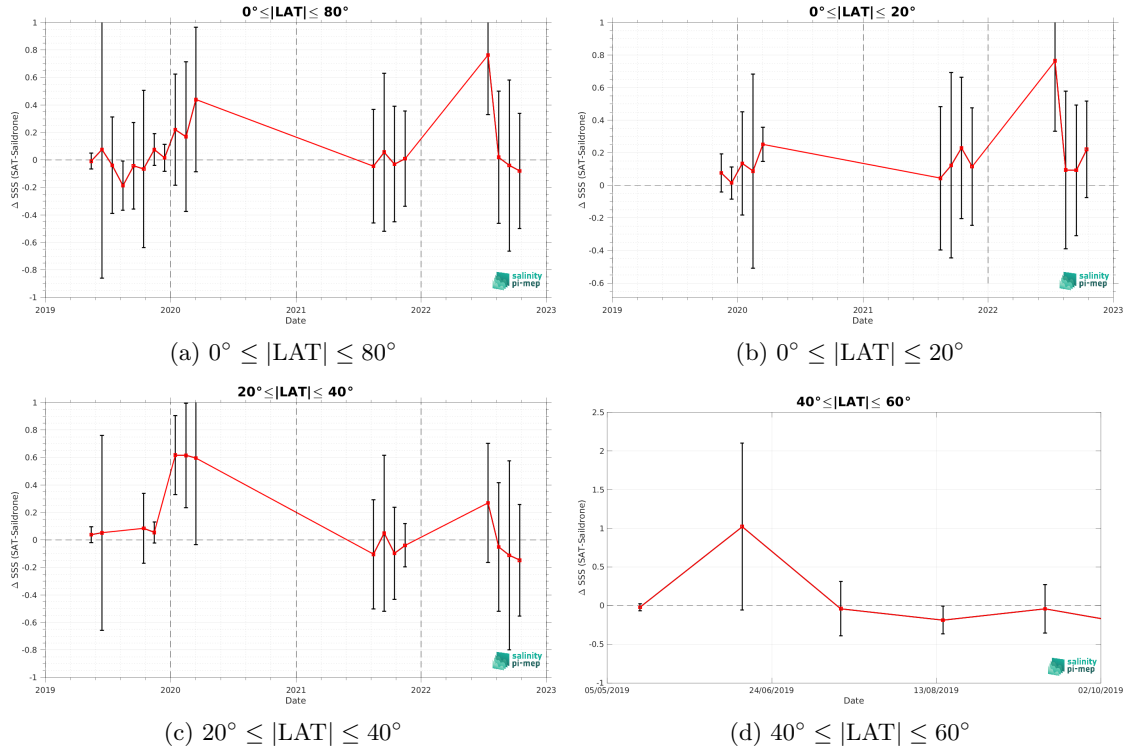 0°≤|LAT|≤ 80°
Δ SSS (SAT-Saildrone)
1
0.8
0.6
0.4
0.2
0
-0.2
-0.4
-0.6
-0.8
-1
2019 2020 2021 2022 2023
Date
salinity
pi-mep
(a) 0° ≤ |LAT| ≤ 80°
0°≤|LAT|≤ 20°
Δ SSS (SAT-Saildrone)
1
0.8
0.6
0.4
0.2
0
-0.2
-0.4
-0.6
2019 2020 2021 2022 2023
Date
salinity
pi-mep
(b) 0° ≤ |LAT| ≤ 20°
20°≤|LAT|≤ 40°
Δ SSS (SAT-Saildrone)
1
0.8
0.6
0.4
0.2
0
-0.2
-0.4
-0.6
-0.8
-1
2019 2020 2021 2022 2023
Date
salinity
pi-mep
(c) 20° ≤ |LAT| ≤ 40°
40°≤|LAT|≤ 60°
Δ SSS (SAT-Saildrone)
2.5
2
1.5
1
0.5
0
-0.5
-1
05/05/2019 24/06/2019 13/08/2019 02/10/2019
Date
salinity
pi-mep
(d) 40° ≤ |LAT| ≤ 60°